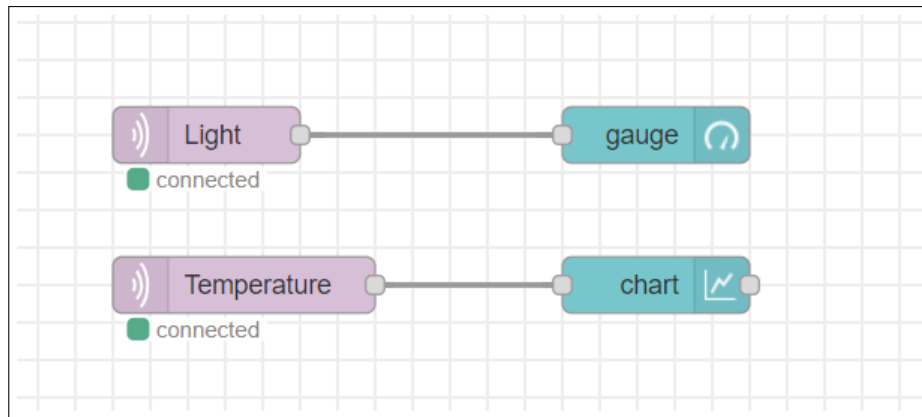 Light
gauge
connected
Temperature
chart
connected